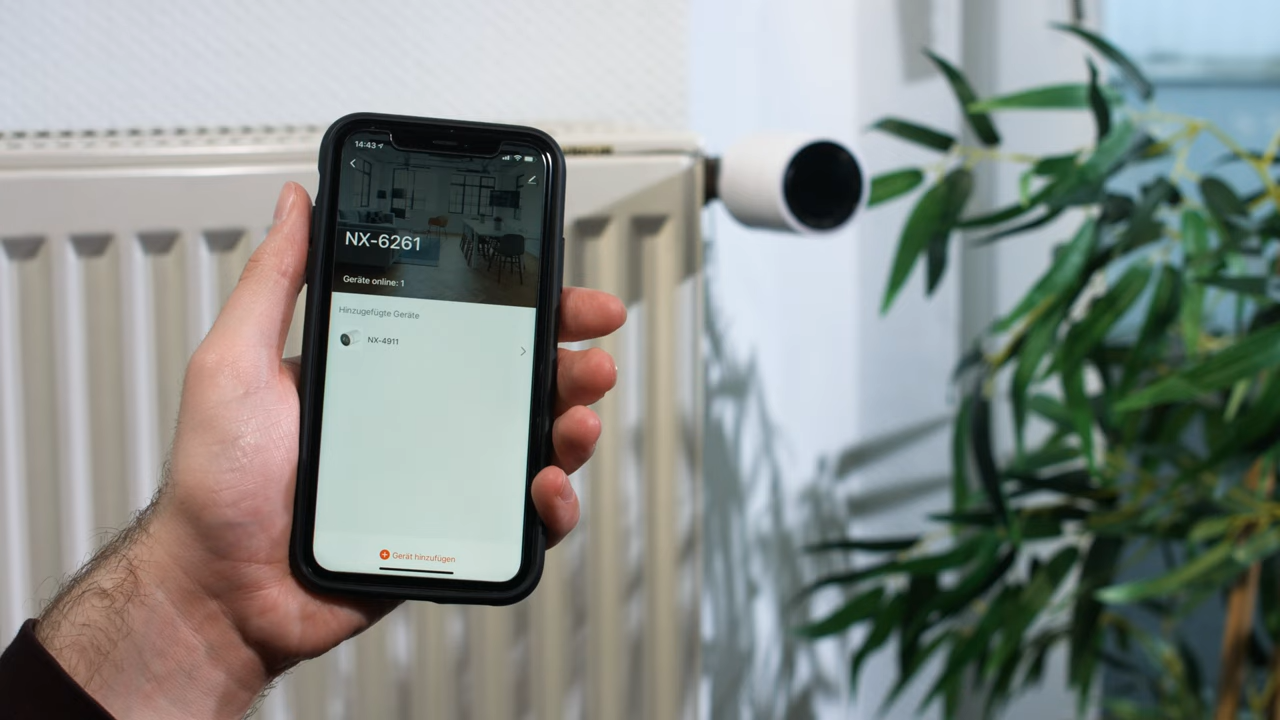 14:43
NX-6261
Geräte online: 1
Hinzugefügte Geräte
NX-4911
Gerät hinzufügen